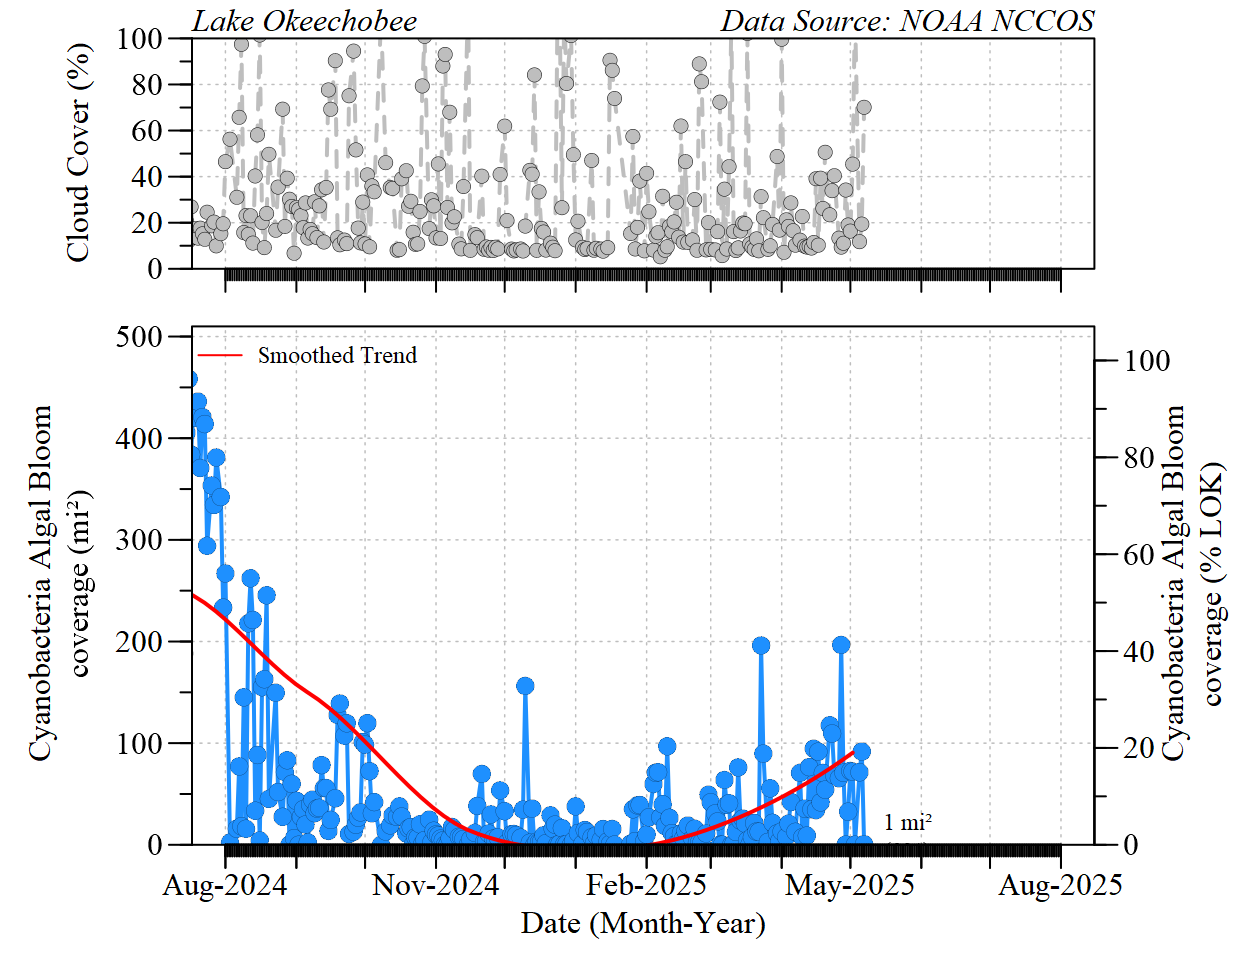 Lake Okeechobee
Data Source: NOAA NCCOS
Cloud Cover (%)
100
80
60
40
20
0
Cyanobacteria Algal Bloom
coverage (mi²)
500
400
300
200
100
0
Smoothed Trend
1 mi²
100
80
60
40
20
0
Cyanobacteria Algal Bloom
coverage (% LOK)
Aug-2024
Nov-2024
Feb-2025
May-2025
Aug-2025
Date (Month-Year)